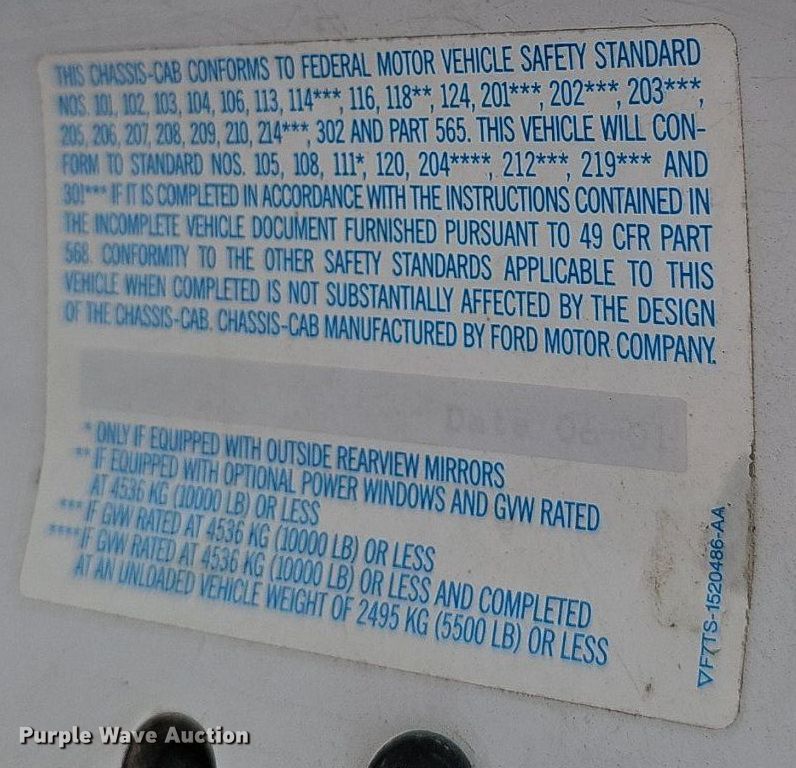 THIS CHASSIS-CAB CONFORMS TO FEDERAL MOTOR VEHICLE SAFETY STANDARD
NOS. 101, 102, 103, 104, 106, 113, 114***, 116, 118**, 124, 201***, 202***, 203***,
205, 206, 207, 208, 209, 210, 214***, 302 AND PART 565. THIS VEHICLE WILL CON-
FORM TO STANDARD NOS. 105, 108, 111*, 120, 204****, 212***, 219*** AND
301*** IF IT IS COMPLETED IN ACCORDANCE WITH THE INSTRUCTIONS CONTAINED IN
THE INCOMPLETE VEHICLE DOCUMENT FURNISHED PURSUANT TO 49 CFR PART
568. CONFORMITY TO THE OTHER SAFETY STANDARDS APPLICABLE TO THIS
VEHICLE WHEN COMPLETED IS NOT SUBSTANTIALLY AFFECTED BY THE DESIGN
OF THE CHASSIS-CAB. CHASSIS-CAB MANUFACTURED BY FORD MOTOR COMPANY.
Date
* ONLY IF EQUIPPED WITH OUTSIDE REARVIEW MIRRORS
** IF EQUIPPED WITH OPTIONAL POWER WINDOWS AND GVW RATED
AT 4536 KG (10000 LB) OR LESS
*** IF GVW RATED AT 4536 KG (10000 LB) OR LESS
****IF GVW RATED AT 4536 KG (10000 LB) OR LESS AND COMPLETED
AT AN UNLOADED VEHICLE WEIGHT OF 2495 KG (5500 LB) OR LESS
VF7TS-1520486-AA
Purple Wave Auction